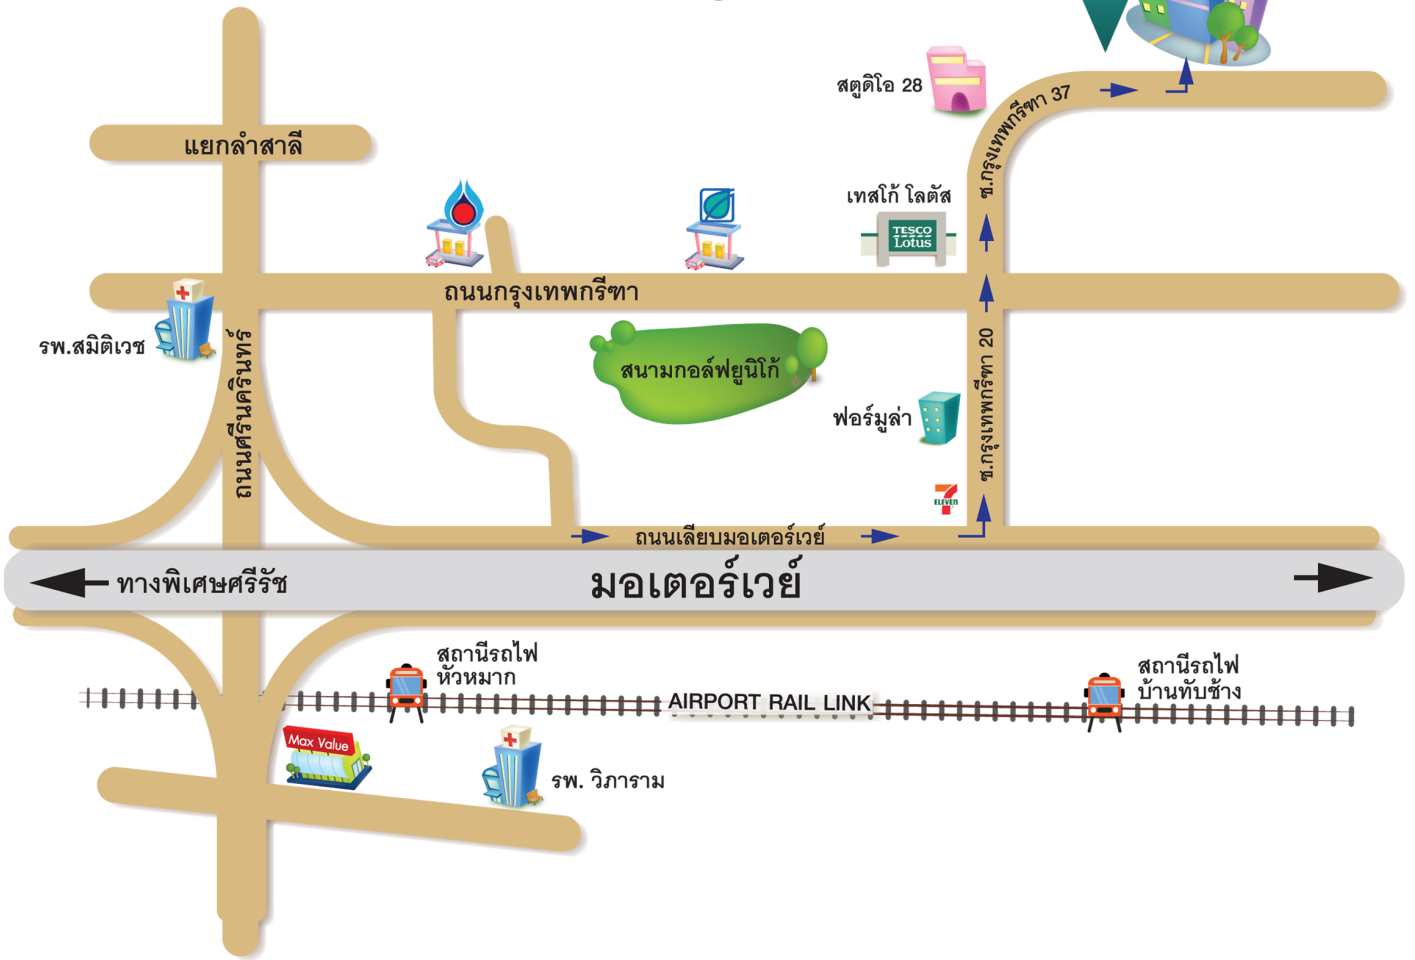 สตูดิโอ 28
ซ.กรุงเทพกรีฑา 37
แยกลำสาลี
เทสโก้ โลตัส
TESCO
Lotus
ถนนกรุงเทพกรีฑา
รพ.สมิติเวช
ถนนศรีนครินทร์
สนามกอล์ฟยูนิโก้
ฟอร์มูล่า
ซ.กรุงเทพกรีฑา 20
7
ELEVEN
ถนนเลียบมอเตอร์เวย์
ทางพิเศษศรีรัช
มอเตอร์เวย์
สถานีรถไฟ
หัวหมาก
สถานีรถไฟ
บ้านทับช้าง
AIRPORT RAIL LINK
Max Value
รพ. วิภาราม